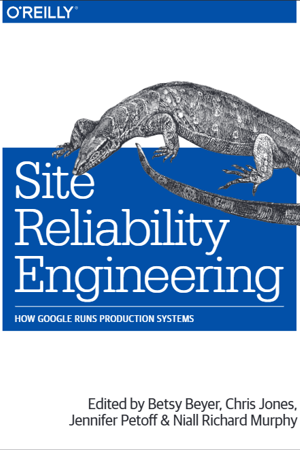 O'REILLY®
Site
Reliability
Engineering
HOW GOOGLE RUNS PRODUCTION SYSTEMS
Edited by Betsy Beyer, Chris Jones,
Jennifer Petoff & Niall Richard Murphy